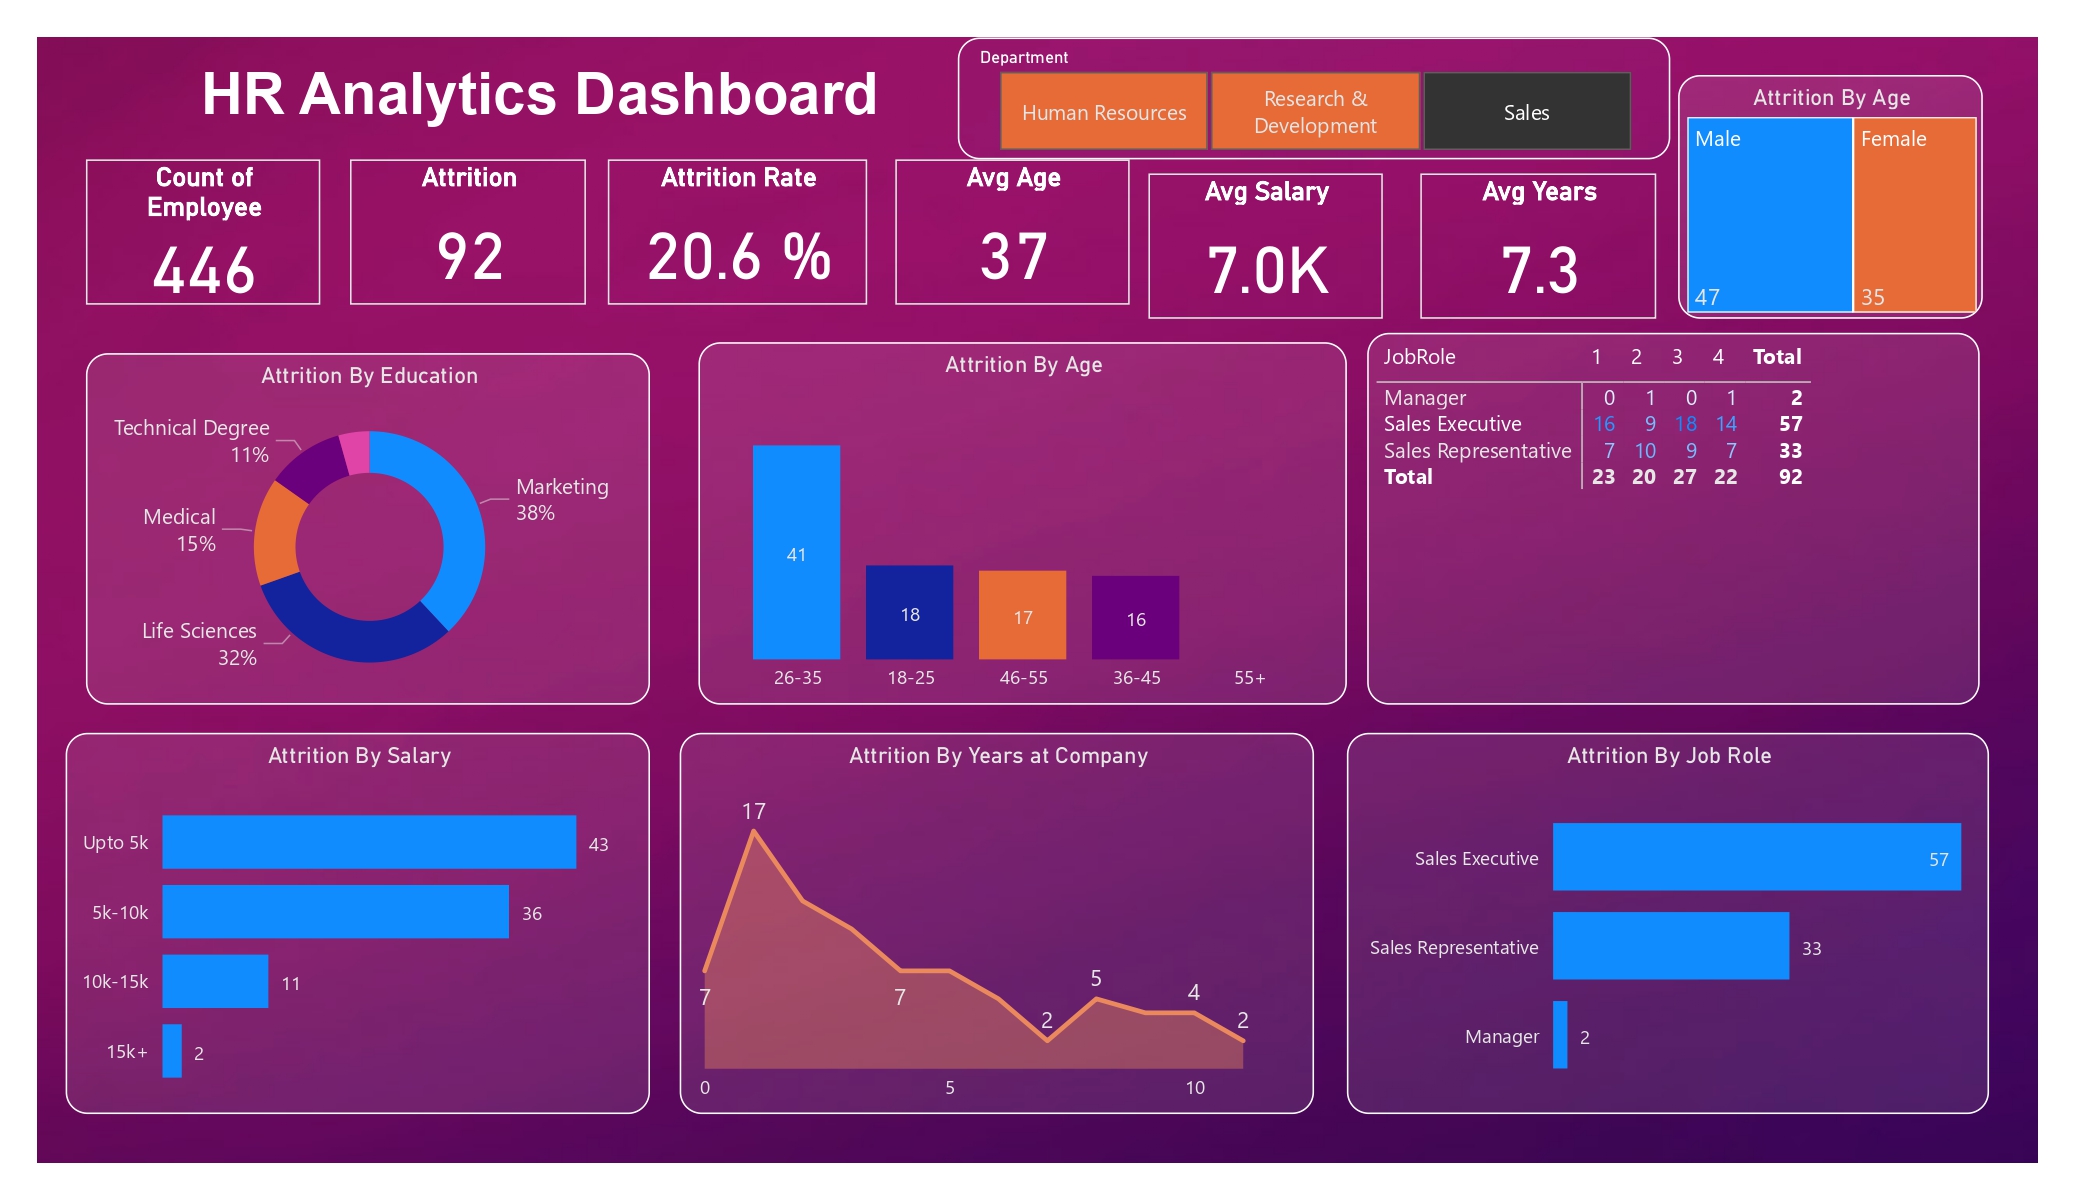 HR Analytics Dashboard
Department
Human Resources
Research &
Development
Sales
Attrition By Age
Male
Female
47
35
Count of
Employee
446
Attrition
92
Attrition Rate
20.6 %
Avg Age
37
Avg Salary
7.0K
Avg Years
7.3
Attrition By Education
Technical Degree
11%
Marketing
38%
Medical
15%
Life Sciences
32%
Attrition By Age
41
18
17
16
26-35 18-25 46-55 36-45 55+
JobRole 1 2 3 4 Total
Manager 0 1 0 1 2
Sales Executive 16 9 18 14 57
Sales Representative 7 10 9 7 33
Total 23 20 27 22 92
Attrition By Salary
Upto 5k 43
5k-10k 36
10k-15k 11
15k+ 2
Attrition By Years at Company
17
7
7
2
5
4
2
0 5 10
Attrition By Job Role
Sales Executive 57
Sales Representative 33
Manager 2